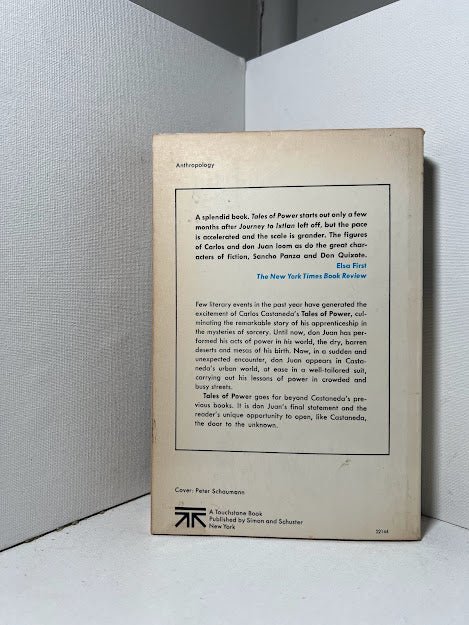 Anthropology
A splendid book. Tales of Power starts out only a few
months after Journey to Ixtlan left off, but the pace
is accelerated and the scale is grander. The figures
of Carlos and don Juan loom as do the great char-
acters of fiction, Sancho Panza and Don Quixote.
Elsa First
The New York Times Book Review
Few literary events in the past year have generated the
excitement of Carlos Castaneda's Tales of Power, cul-
minating the remarkable story of his apprenticeship in
the mysteries of sorcery. Until now, don Juan has per-
formed his acts of power in his world, the dry, barren
deserts and mesas of his birth. Now, in a sudden and
unexpected encounter, don Juan appears in Casta-
neda's urban world, at ease in a well-tailored suit,
carrying out his lessons of power in crowded and
busy streets.
Tales of Power goes far beyond Castaneda's pre-
vious books. It is don Juan's final statement and the
reader's unique opportunity to open, like Castaneda,
the door to the unknown.
Cover: Peter Schaumann
A Touchstone Book
Published by Simon and Schuster
New York
22144